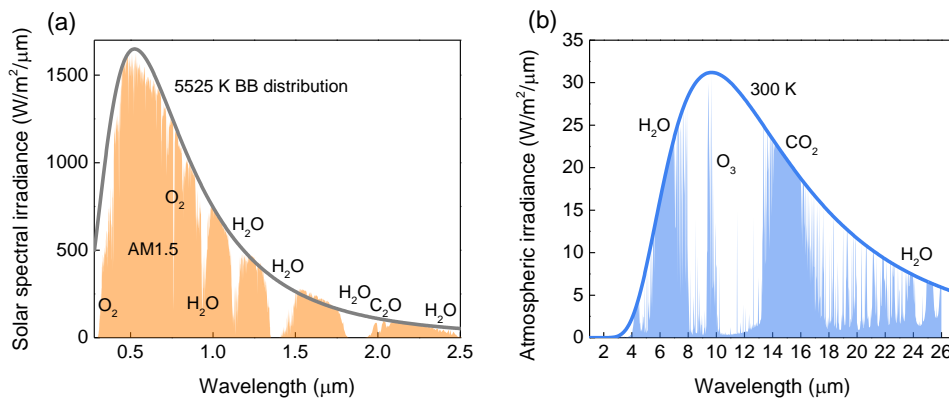 (a)
Solar spectral irradiance (W/m²/μm)
1500
1000
500
0
5525 K BB distribution
O₂
AM1.5
O₂
H₂O
H₂O
H₂O
H₂O
C₂O
H₂O
0.5
1.0
1.5
2.0
2.5
Wavelength (μm)
(b)
Atmospheric irradiance (W/m²/μm)
35
30
25
20
15
10
5
0
300 K
H₂O
O₃
CO₂
H₂O
2 4 6 8 10 12 14 16 18 20 22 24 26
Wavelength (μm)